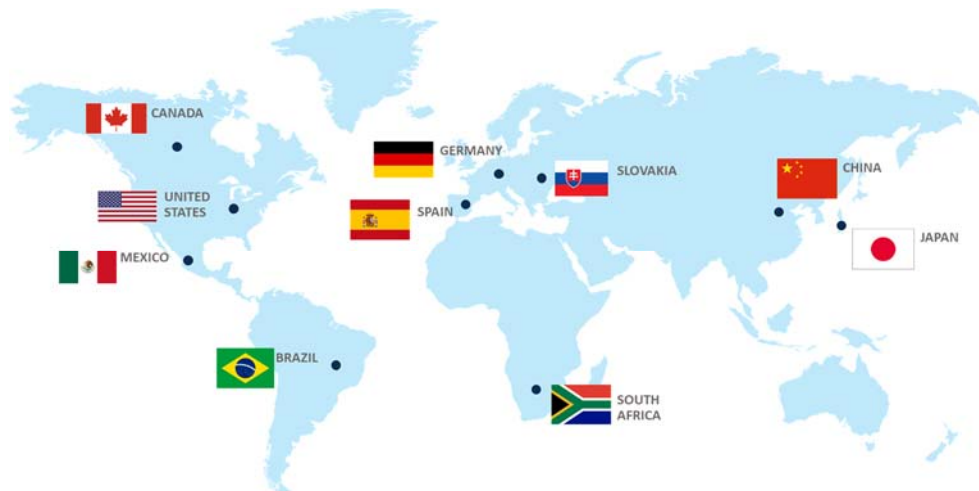 CANADA
GERMANY
CHINA
SLOVAKIA
UNITED
STATES
SPAIN
JAPAN
MEXICO
BRAZIL
SOUTH
AFRICA